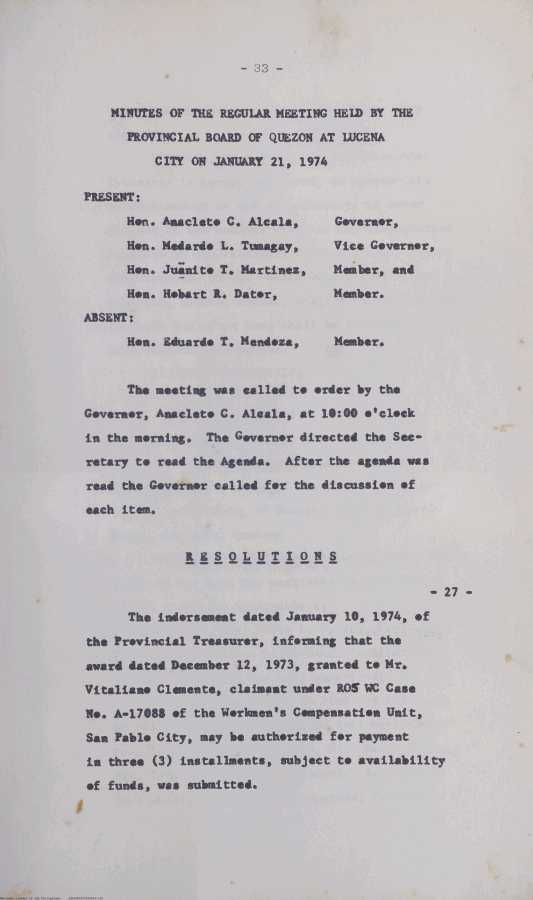 - 33 -
MINUTES OF THE REGULAR MEETING HELD BY THE
PROVINCIAL BOARD OF QUEZON AT LUCENA
CITY ON JANUARY 21, 1974
PRESENT:
Hon. Anacleto C. Alcala, Governor,
Hon. Medardo L. Tumagay, Vice Governor,
Hon. Juanito T. Martinez, Member, and
Hon. Hobart R. Dator, Member.
ABSENT:
Hon. Eduardo T. Mendoza, Member.
The meeting was called to order by the
Governor, Anacleto C. Alcala, at 10:00 o'clock
in the morning. The Governor directed the Sec-
retary to read the Agenda. After the agenda was
read the Governor called for the discussion of
each item.
R E S O L U T I O N S
- 27 -
The indorsement dated January 10, 1974, of
the Provincial Treasurer, informing that the
award dated December 12, 1973, granted to Mr.
Vitaliano Clemente, claimant under RO5 WC Case
No. A-17088 of the Workmen's Compensation Unit,
San Pablo City, may be authorized for payment
in three (3) installments, subject to availability
of funds, was submitted.